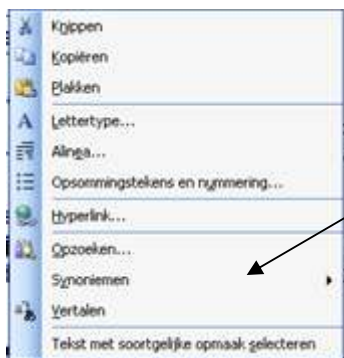 Knippen
Kopiëren
Plakken
Lettertype...
Alinea...
Opsommingstekens en nummering...
Hyperlink...
Opzoeken...
Synoniemen
Vertalen
Tekst met soortgelijke opmaak selecteren